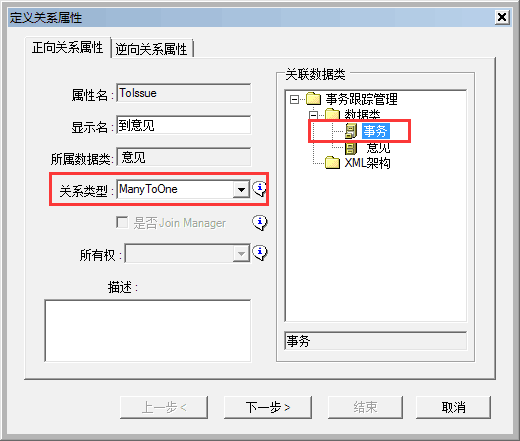 定义关系属性
正向关系属性
逆向关系属性
属性名：
ToIssue
显示名：
到意见
所属数据类：
意见
关系类型：
ManyToOne
是否Join Manager
所有权：
描述：
关联数据类
事务跟踪管理
数据类
事务
意见
XML架构
事务
上一步 <
下一步 >
结束
取消